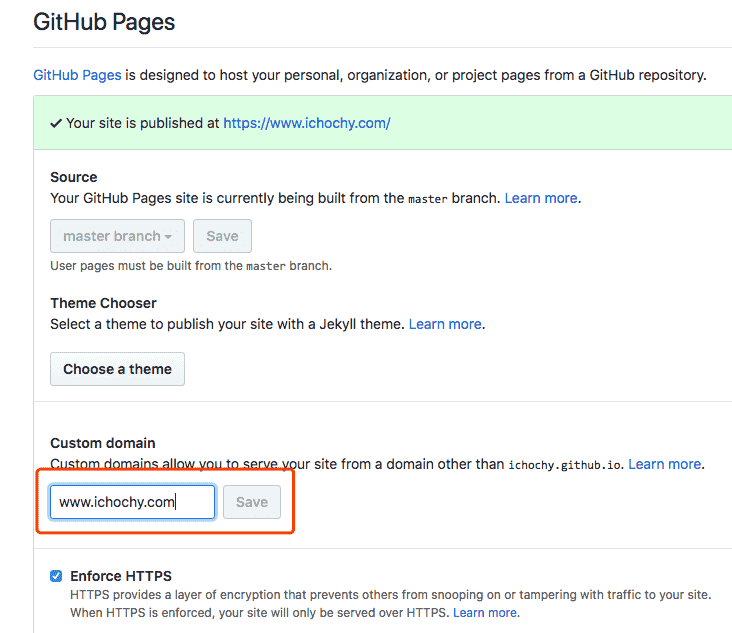 GitHub Pages
GitHub Pages is designed to host your personal, organization, or project pages from a GitHub repository.
✓ Your site is published at https://www.ichochy.com/
Source
Your GitHub Pages site is currently being built from the master branch. Learn more.
master branch Save
User pages must be built from the master branch.
Theme Chooser
Select a theme to publish your site with a Jekyll theme. Learn more.
Choose a theme
Custom domain
Custom domains allow you to serve your site from a domain other than ichochy.github.io. Learn more.
www.ichochy.com Save
Enforce HTTPS
HTTPS provides a layer of encryption that prevents others from snooping on or tampering with traffic to your site.
When HTTPS is enforced, your site will only be served over HTTPS. Learn more.